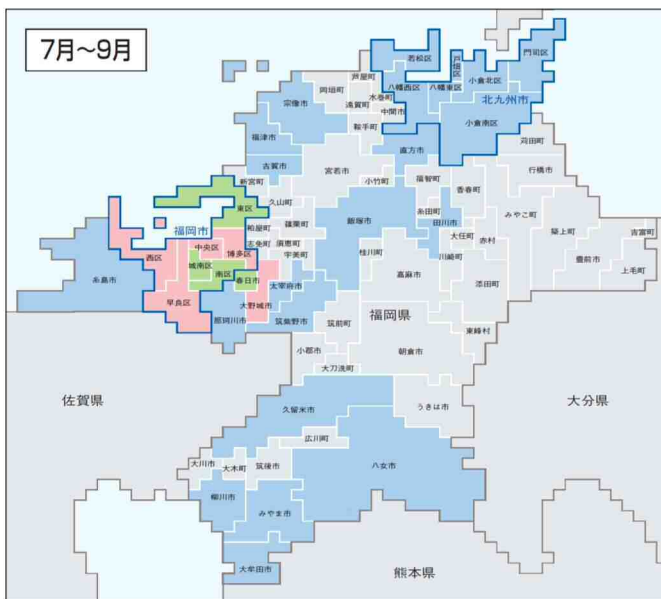 7月～9月
門司区
若松区
戸畑区
小倉北区
芦屋町
八幡西区
八幡東区
水巻町
岡垣町
遠賀町
北九州市
宗像市
中間市
小倉南区
鞍手町
苅田町
福津市
直方市
古賀市
宮若市
福智町
行橋市
新宮町
小竹町
香春町
久山町
糸田町
みやこ町
東区
飯塚市
田川市
粕屋町
篠栗町
大任町
赤村
築上町
吉富町
福岡市
中央区
博多区
志免町
須恵町
桂川町
川崎町
豊前市
西区
宇美町
上毛町
城南区
南区
春日市
太宰府市
嘉麻市
糸島市
添田町
早良区
大野城市
那珂川市
筑紫野市
筑前町
福岡県
東峰村
小郡市
朝倉市
大刀洗町
佐賀県
大分県
久留米市
うきは市
広川町
大川市
大木町
筑後市
八女市
柳川市
みやま市
大牟田市
熊本県